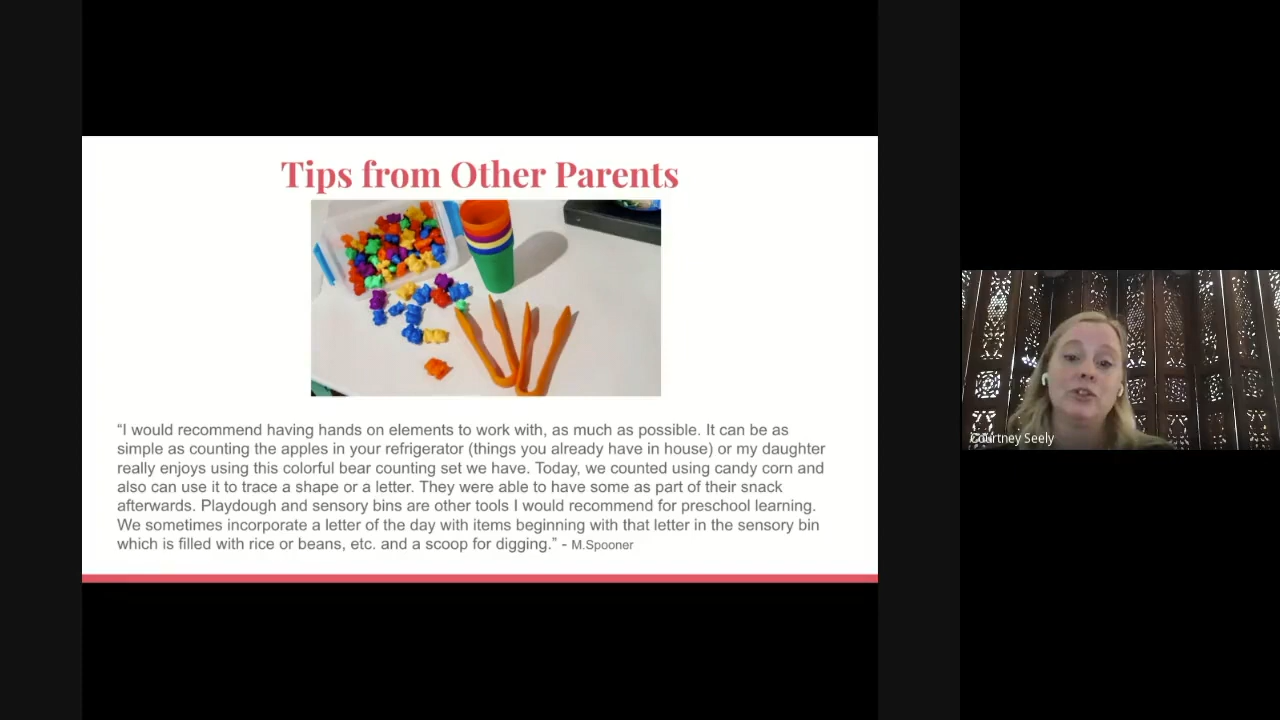 Tips from Other Parents
“I would recommend having hands on elements to work with, as much as possible. It can be as
simple as counting the apples in your refrigerator (things you already have in house) or my daughter
really enjoys using this colorful bear counting set we have. Today, we counted using candy corn and
also can use it to trace a shape or a letter. They were able to have some as part of their snack
afterwards. Playdough and sensory bins are other tools I would recommend for preschool learning.
We sometimes incorporate a letter of the day with items beginning with that letter in the sensory bin
which is filled with rice or beans, etc. and a scoop for digging.” - M.Spooner
Courtney Seely